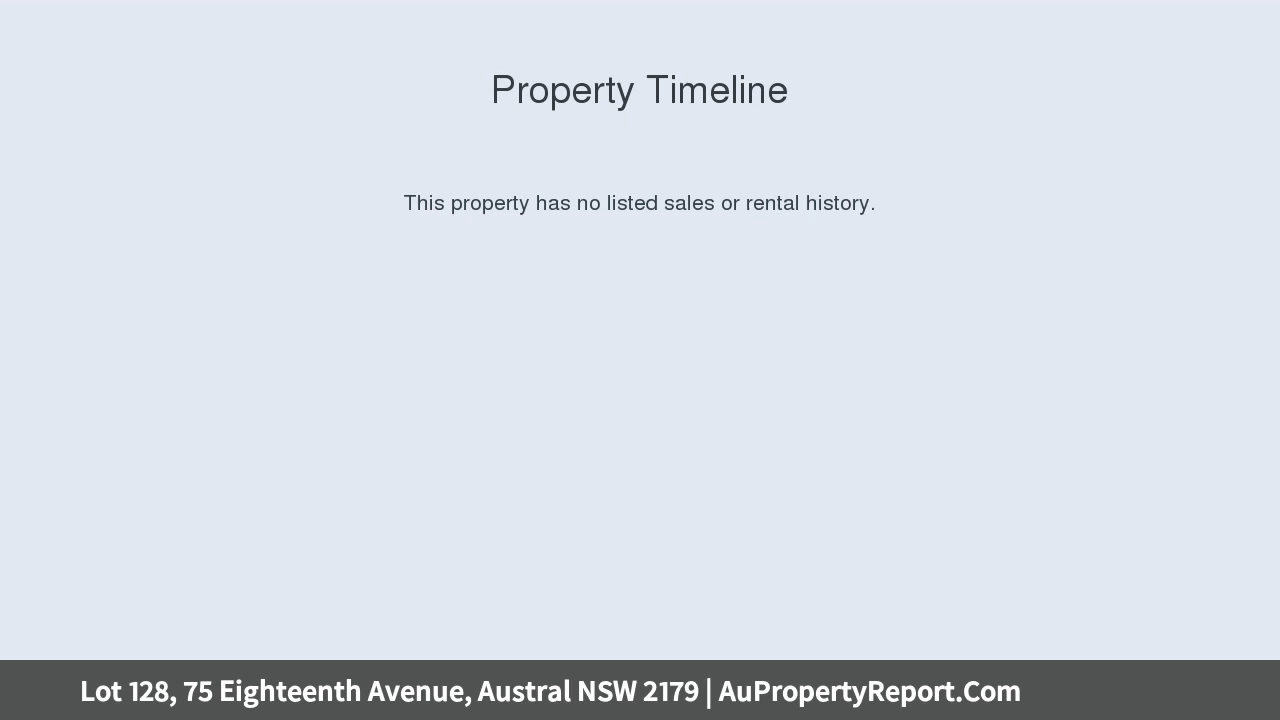 Property Timeline
This property has no listed sales or rental history.
Lot 128, 75 Eighteenth Avenue, Austral NSW 2179 | AuPropertyReport.Com